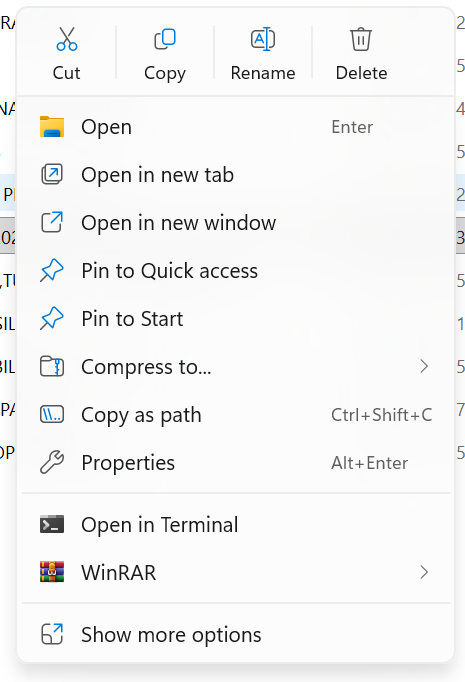 Cut Copy Rename Delete
Open Enter
Open in new tab
Open in new window
Pin to Quick access
Pin to Start
Compress to...
Copy as path Ctrl+Shift+C
Properties Alt+Enter
Open in Terminal
WinRAR
Show more options